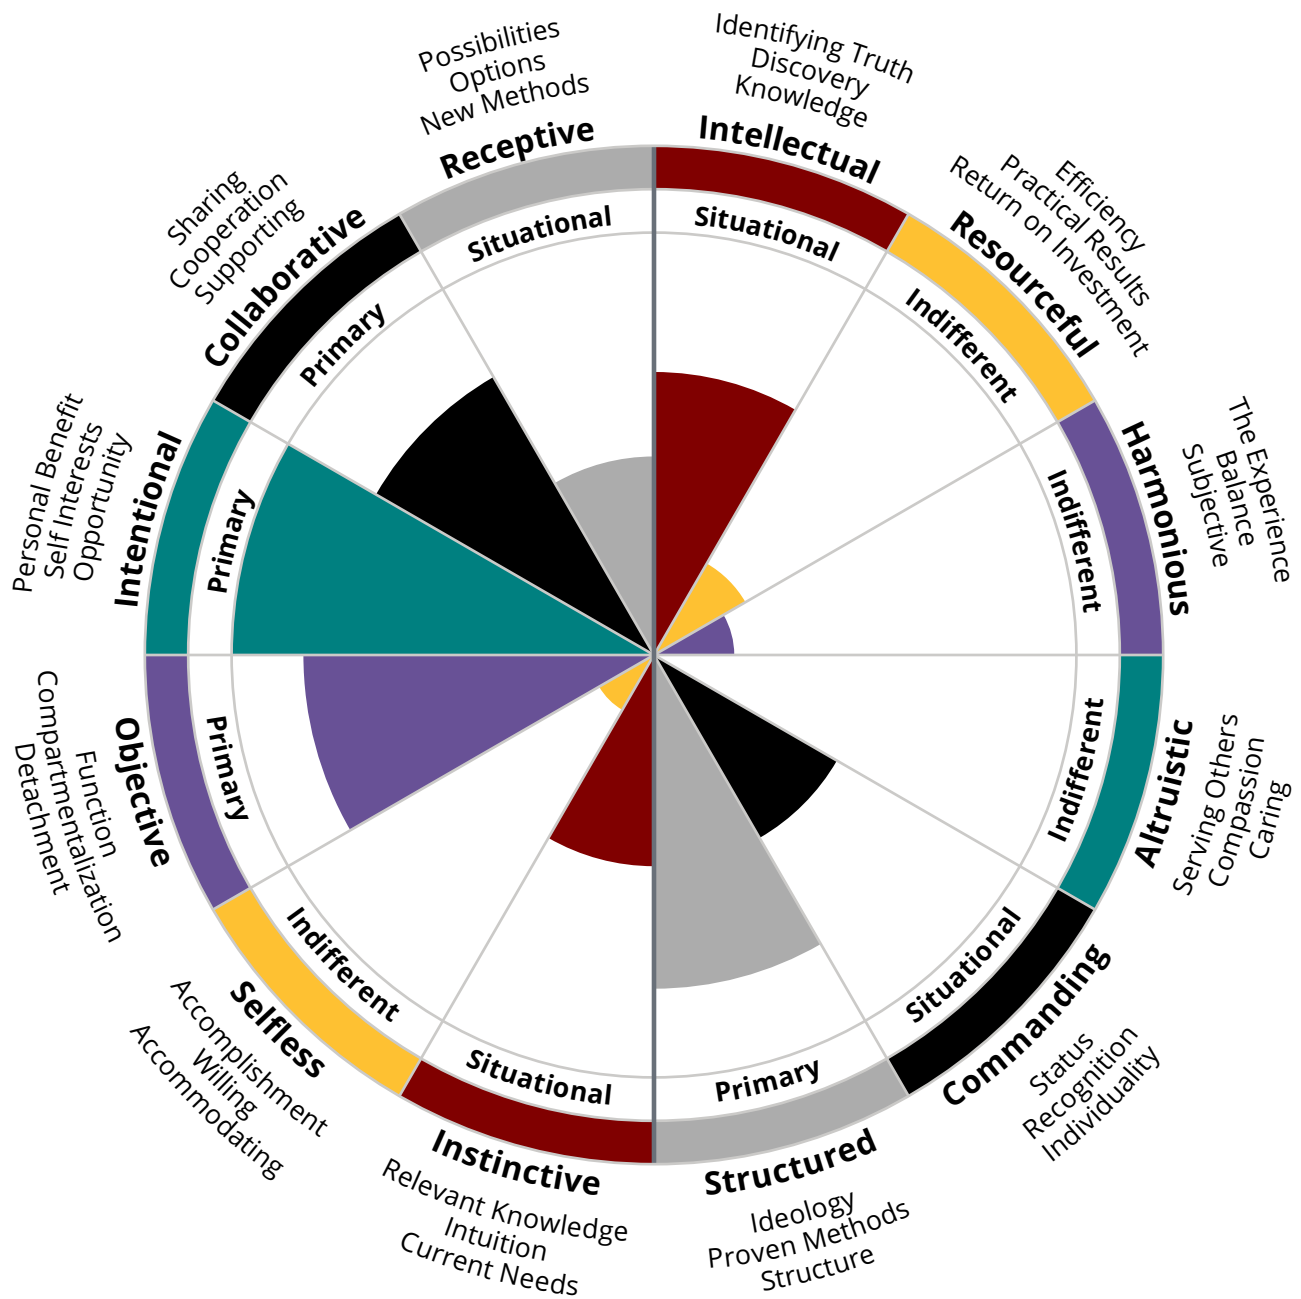 Possibilities
Options
New Methods
Receptive
Situational
Identifying Truth
Discovery
Knowledge
Intellectual
Situational
Efficiency
Practical Results
Return on Investment
Resourceful
Indifferent
The Experience
Balance
Subjective
Harmonious
Indifferent
Altruistic
Indifferent
Serving Others
Compassion
Caring
Commanding
Situational
Status
Recognition
Individuality
Primary
Structured
Ideology
Proven Methods
Structure
Situational
Instinctive
Relevant Knowledge
Intuition
Current Needs
Indifferent
Selfless
Accomplishment
Willing
Accommodating
Primary
Objective
Function
Compartmentalization
Detachment
Personal Benefit
Self Interests
Opportunity
Intentional
Primary
Sharing
Cooperation
Supporting
Collaborative
Primary